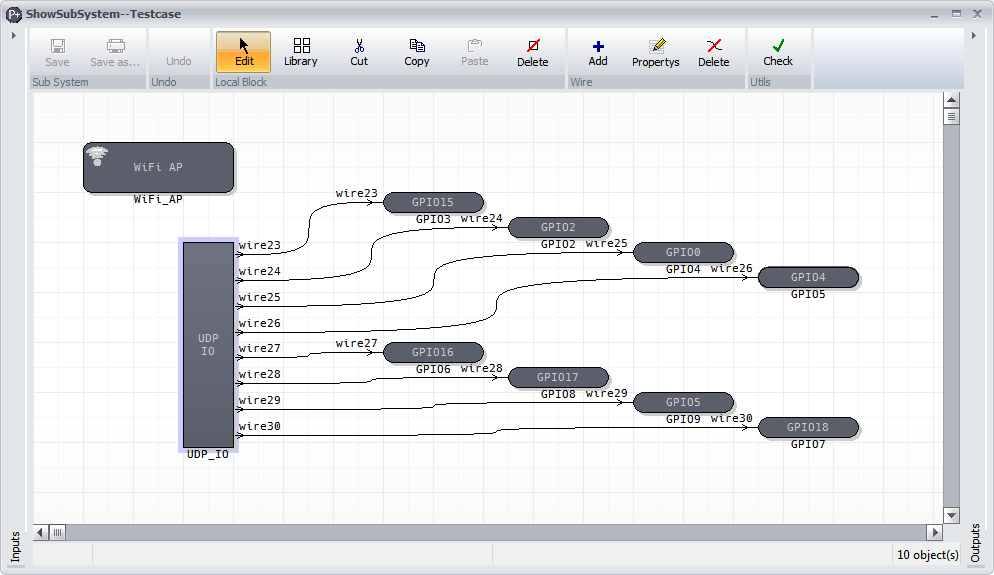 P+ ShowSubSystem--Testcase
Save Save as... Undo Edit Library Cut Copy Paste Delete Add Propertys Delete Check
Sub System Undo Local Block Wire Utils
WiFi AP
WiFi_AP
wire23 GPIO15
GPIO3 wire24 GPIO2
GPIO2 wire25 GPIO0
GPIO4 wire26 GPIO4
GPIO5
wire23
wire24
wire25
wire26
UDP
IO
wire27 wire27 GPIO16
GPIO6 wire28 GPIO17
GPIO8 wire29 GPIO5
GPIO9 wire30 GPIO18
GPIO7
wire28
wire29
wire30
UDP_IO
Inputs
Outputs
10 object(s)